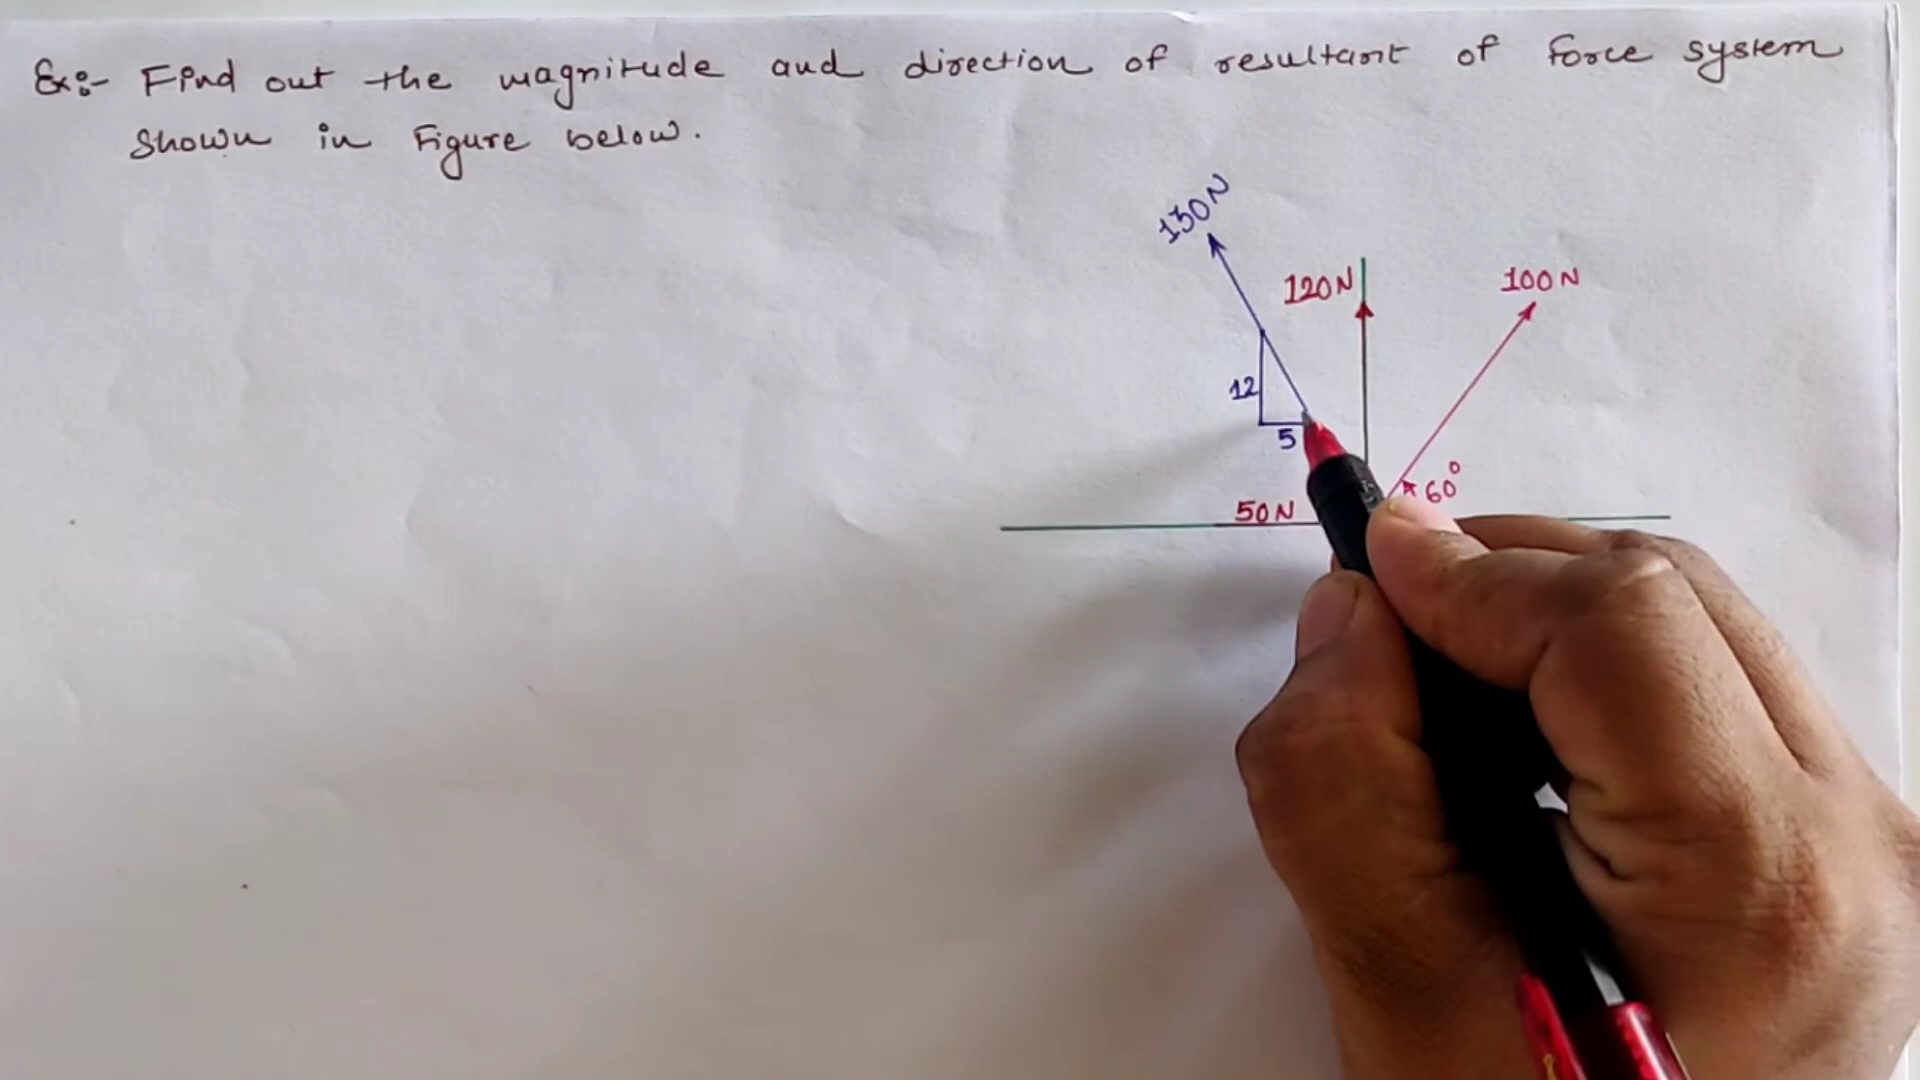 Ex:- Find out the magnitude and direction of resultant of force system
shown in Figure below.
130N
120N
100N
12
5
60°
50N